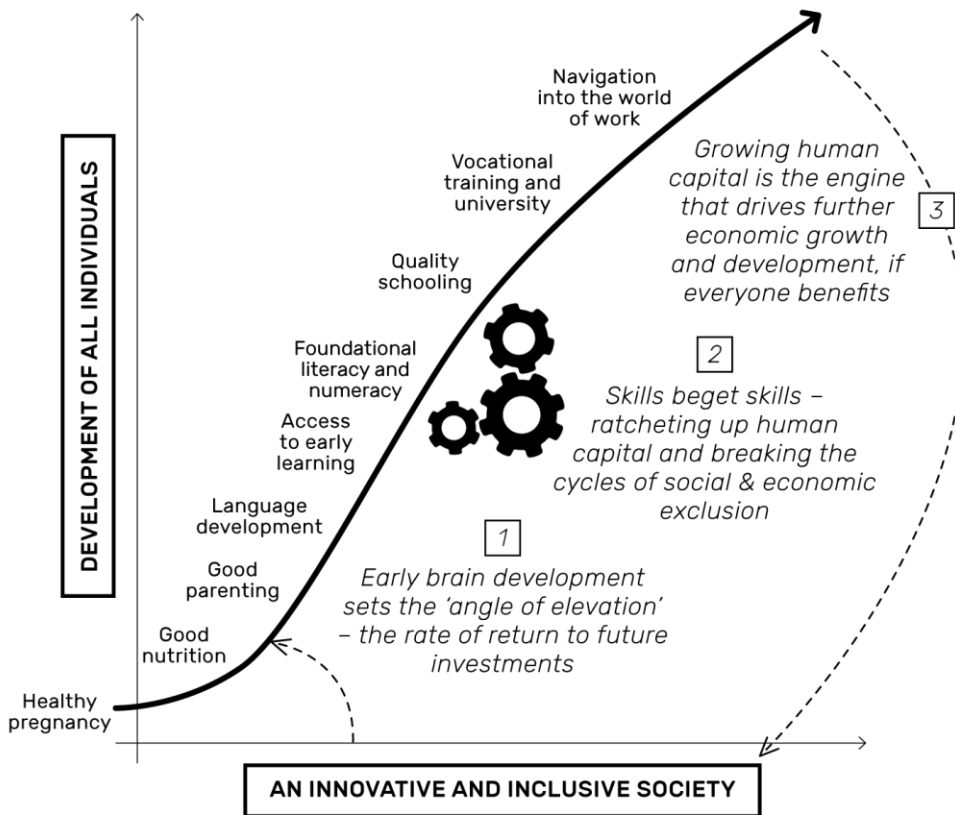 Navigation
into the world
of work
Vocational
training and
university
Quality
schooling
Foundational
literacy and
numeracy
Access
to early
learning
Language
development
Good
parenting
Good
nutrition
Healthy
pregnancy
DEVELOPMENT OF ALL INDIVIDUALS
3
Growing human
capital is the engine
that drives further
economic growth
and development, if
everyone benefits
2
Skills beget skills –
ratcheting up human
capital and breaking the
cycles of social & economic
exclusion
1
Early brain development
sets the ‘angle of elevation’
– the rate of return to future
investments
AN INNOVATIVE AND INCLUSIVE SOCIETY